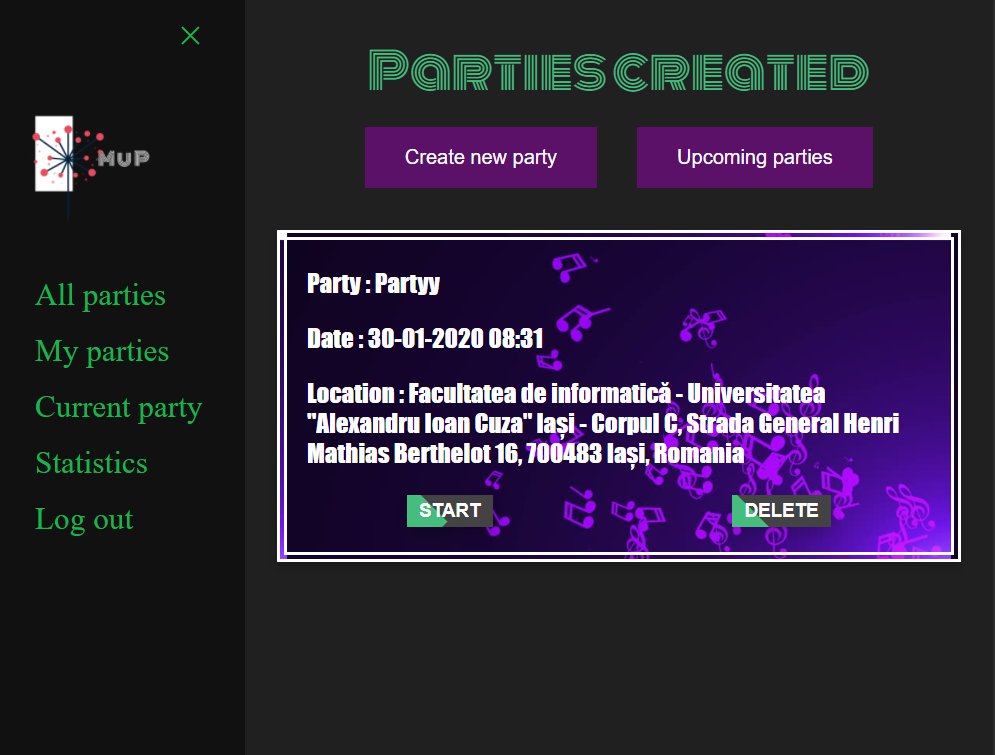 MUP
All parties
My parties
Current party
Statistics
Log out
Parties created
Create new party
Upcoming parties
Party : Partyy
Date : 30-01-2020 08:31
Location : Facultatea de informatică - Universitatea
"Alexandru Ioan Cuza" Iași - Corpul C, Strada General Henri
Mathias Berthelot 16, 700483 Iași, Romania
START
DELETE